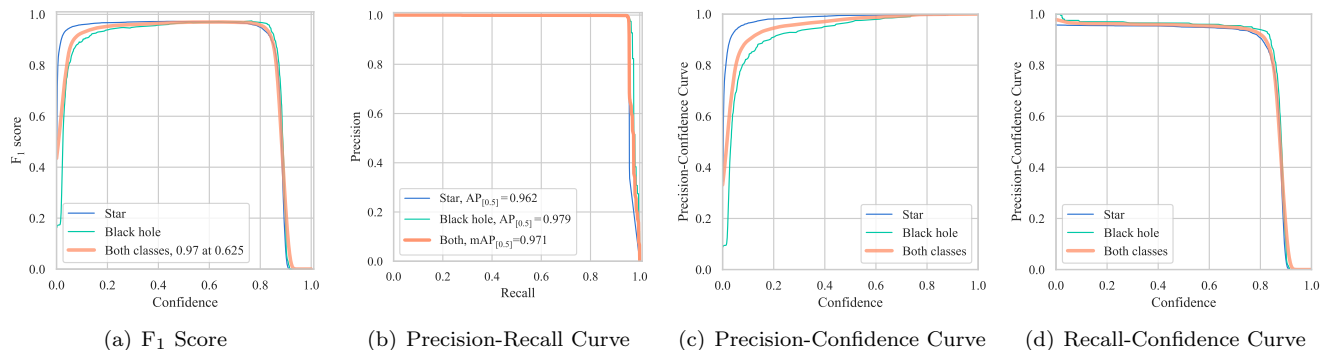 1.0
0.8
0.6
0.4
0.2
0.0
F1 score
Star
Black hole
Both classes, 0.97 at 0.625
0.0 0.2 0.4 0.6 0.8 1.0
Confidence
(a) F1 Score
1.0
0.8
0.6
0.4
0.2
0.0
Precision
Star, AP[0.5]=0.962
Black hole, AP[0.5]=0.979
Both, mAP[0.5]=0.971
0.0 0.2 0.4 0.6 0.8 1.0
Recall
(b) Precision-Recall Curve
1.0
0.8
0.6
0.4
0.2
0.0
Precision-Confidence Curve
Star
Black hole
Both classes
0.0 0.2 0.4 0.6 0.8 1.0
Confidence
(c) Precision-Confidence Curve
1.0
0.8
0.6
0.4
0.2
0.0
Precision-Confidence Curve
Star
Black hole
Both classes
0.0 0.2 0.4 0.6 0.8 1.0
Confidence
(d) Recall-Confidence Curve